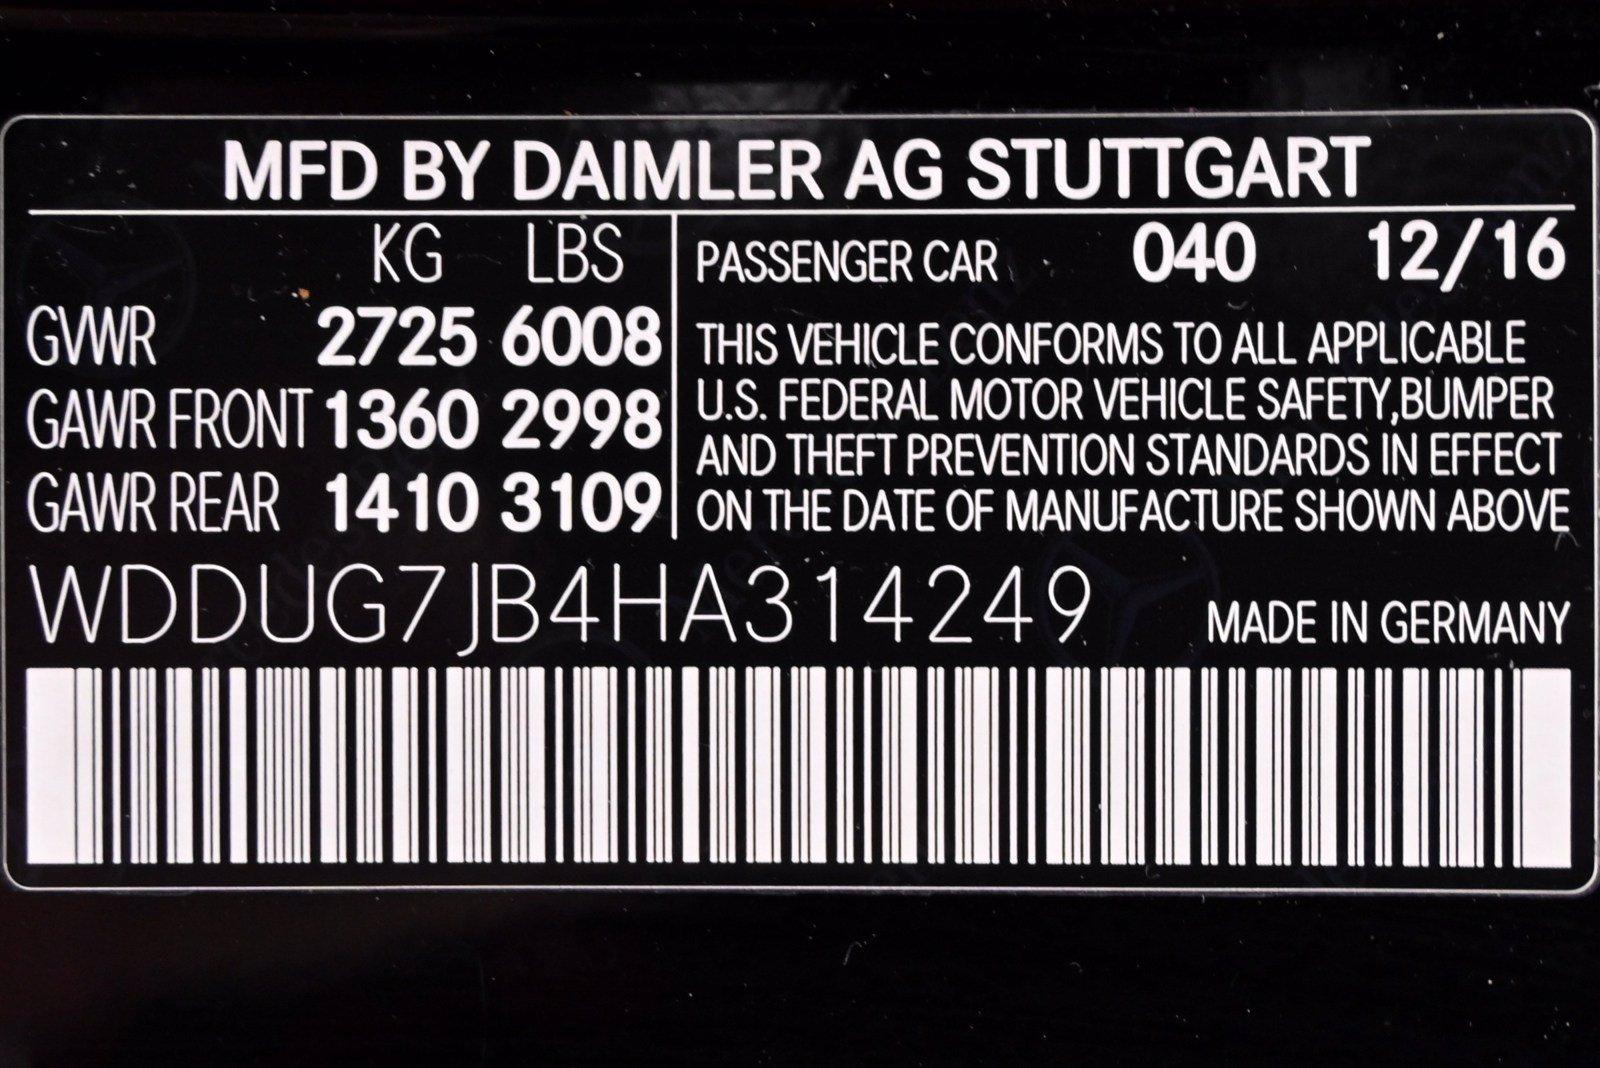 MFD BY DAIMLER AG STUTTGART
KG LBS
GVWR 2725 6008
GAWR FRONT 1360 2998
GAWR REAR 1410 3109
PASSENGER CAR 040 12/16
THIS VEHICLE CONFORMS TO ALL APPLICABLE
U.S. FEDERAL MOTOR VEHICLE SAFETY,BUMPER
AND THEFT PREVENTION STANDARDS IN EFFECT
ON THE DATE OF MANUFACTURE SHOWN ABOVE
WDDUG7JB4HA314249
MADE IN GERMANY